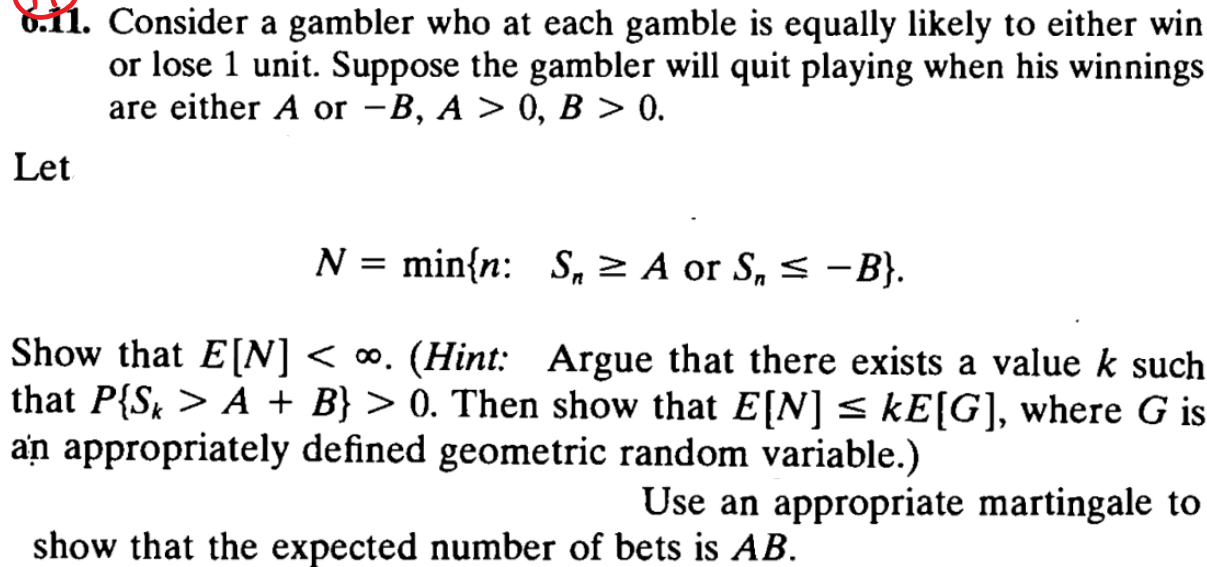 6.11. Consider a gambler who at each gamble is equally likely to either win
or lose 1 unit. Suppose the gambler will quit playing when his winnings
are either A or −B, A > 0, B > 0.
Let
N = min{n: Sₙ ≥ A or Sₙ ≤ −B}.
Show that E[N] < ∞. (Hint: Argue that there exists a value k such
that P{Sₖ > A + B} > 0. Then show that E[N] ≤ kE[G], where G is
an appropriately defined geometric random variable.)
Use an appropriate martingale to
show that the expected number of bets is AB.